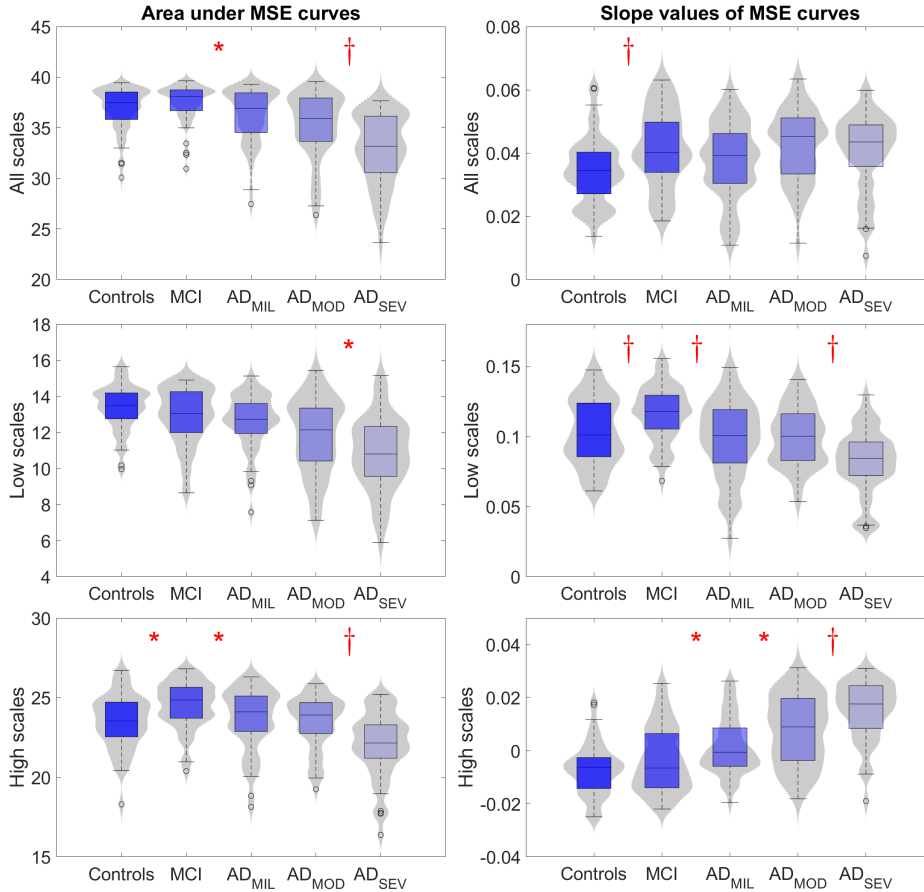 Area under MSE curves
45
40
35
30
25
20
All scales
* †
Controls MCI AD_MIL AD_MOD AD_SEV
Slope values of MSE curves
0.08
0.06
0.04
0.02
0
All scales
†
Controls MCI AD_MIL AD_MOD AD_SEV
18
16
14
12
10
8
6
4
Low scales
*
Controls MCI AD_MIL AD_MOD AD_SEV
0.15
0.1
0.05
0
Low scales
† † †
Controls MCI AD_MIL AD_MOD AD_SEV
30
25
20
15
High scales
* * †
Controls MCI AD_MIL AD_MOD AD_SEV
0.04
0.02
0
-0.02
-0.04
High scales
* * †
Controls MCI AD_MIL AD_MOD AD_SEV